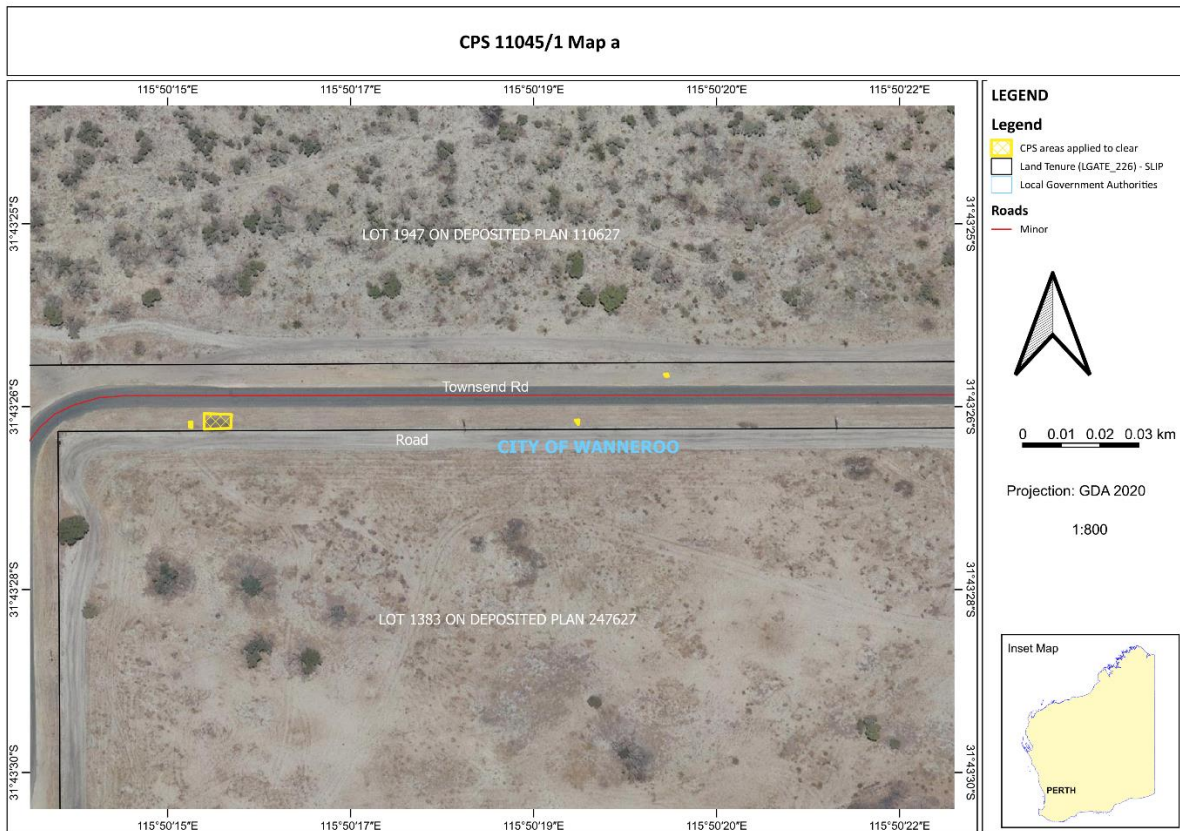 CPS 11045/1 Map a
115°50'15"E 115°50'17"E 115°50'19"E 115°50'20"E 115°50'22"E
31°43'25"S
31°43'26"S
31°43'28"S
31°43'30"S
LOT 1947 ON DEPOSITED PLAN 110627
Townsend Rd
Road
CITY OF WANNEROO
LOT 1383 ON DEPOSITED PLAN 247627
31°43'25"S
31°43'26"S
31°43'28"S
31°43'30"S
115°50'15"E 115°50'17"E 115°50'19"E 115°50'20"E 115°50'22"E
LEGEND
Legend
CPS areas applied to clear
Land Tenure (LGATE_226) - SLIP
Local Government Authorities
Roads
Minor
0 0.01 0.02 0.03 km
Projection: GDA 2020
1:800
Inset Map
PERTH